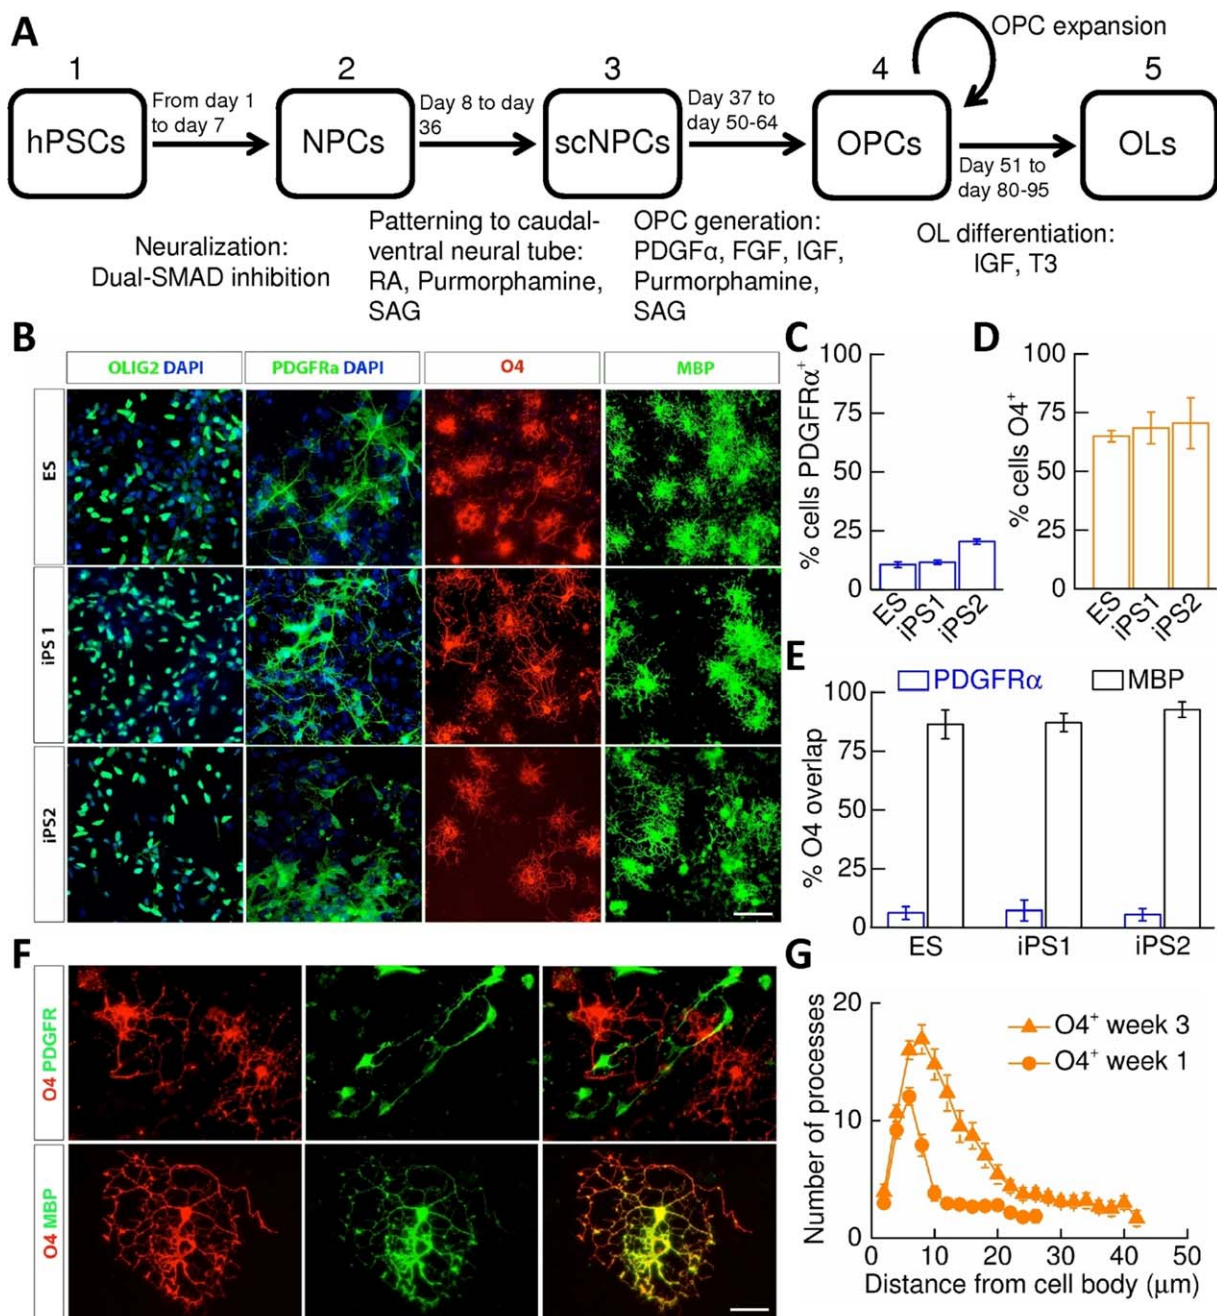 A
1
2
3
4
5
OPC expansion
hPSCs
From day 1
to day 7
NPCs
Day 8 to day
36
scNPCs
Day 37 to
day 50-64
OPCs
Day 51 to
day 80-95
OLs
Neuralization:
Dual-SMAD inhibition
Patterning to caudal-
ventral neural tube:
RA, Purmorphamine,
SAG
OPC generation:
PDGFα, FGF, IGF,
Purmorphamine,
SAG
OL differentiation:
IGF, T3
B
OLIG2 DAPI
PDGFRa DAPI
O4
MBP
ES
iPS 1
iPS2
C
% cells PDGFRα+
100
75
50
25
0
ES
iPS1
iPS2
D
% cells O4+
100
75
50
25
0
ES
iPS1
iPS2
E
PDGFRα
MBP
% O4 overlap
100
75
50
25
0
ES
iPS1
iPS2
F
O4 PDGFR
O4 MBP
G
O4+ week 3
O4+ week 1
Number of processes
20
10
0
0
10
20
30
40
50
Distance from cell body (µm)